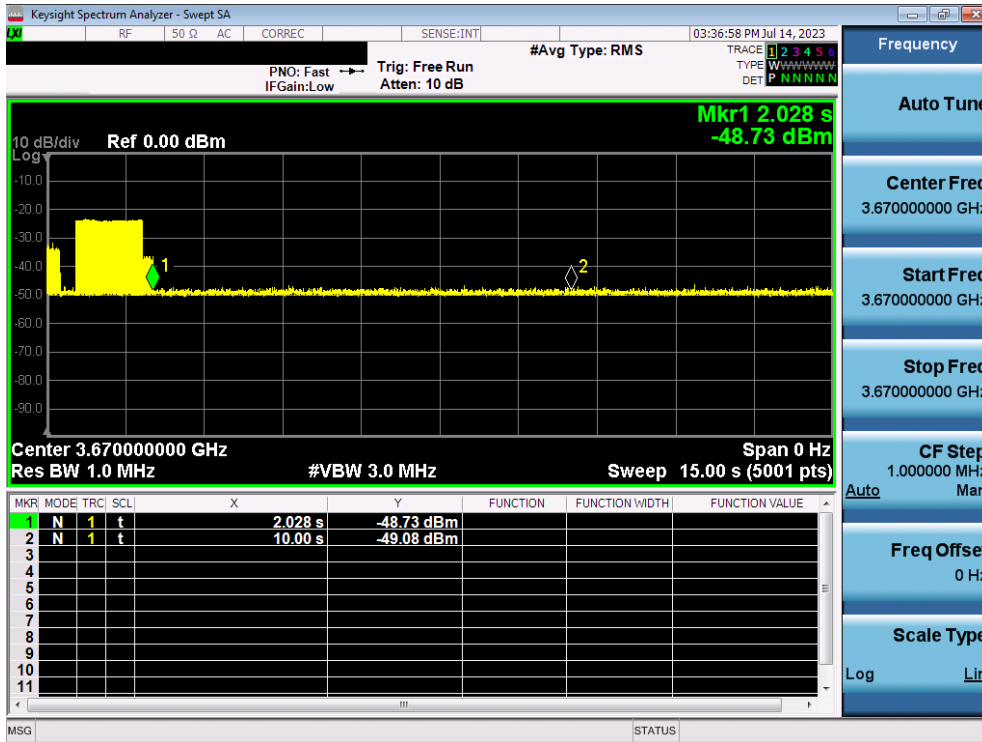 Keysight Spectrum Analyzer - Swept SA
LXI RF 50 Ω AC CORREC SENSE:INT 03:36:58 PM Jul 14, 2023
#Avg Type: RMS TRACE 1 2 3 4 5 6
PNO: Fast Trig: Free Run TYPE WWWWWW
IFGain:Low Atten: 10 dB DET P N N N N N
Mkr1 2.028 s
-48.73 dBm
10 dB/div Ref 0.00 dBm
Log
-10.0
-20.0
-30.0
-40.0
1
2
-50.0
-60.0
-70.0
-80.0
-90.0
Center 3.670000000 GHz Span 0 Hz
Res BW 1.0 MHz #VBW 3.0 MHz Sweep 15.00 s (5001 pts)
MKR MODE TRC SCL X Y FUNCTION FUNCTION WIDTH FUNCTION VALUE
1 N 1 t 2.028 s -48.73 dBm
2 N 1 t 10.00 s -49.08 dBm
3
4
5
6
7
8
9
10
11
MSG STATUS
Frequency
Auto Tune
Center Freq
3.670000000 GHz
Start Freq
3.670000000 GHz
Stop Freq
3.670000000 GHz
CF Step
1.000000 MHz
Auto Man
Freq Offset
0 Hz
Scale Type
Log Lin